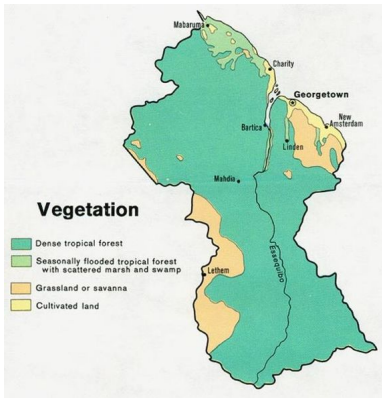 Mabaruma
Charity
Georgetown
New
Amsterdam
Bartica
Linden
Mahdia
Vegetation
Essequibo
Lethem
Dense tropical forest
Seasonally flooded tropical forest
with scattered marsh and swamp
Grassland or savanna
Cultivated land